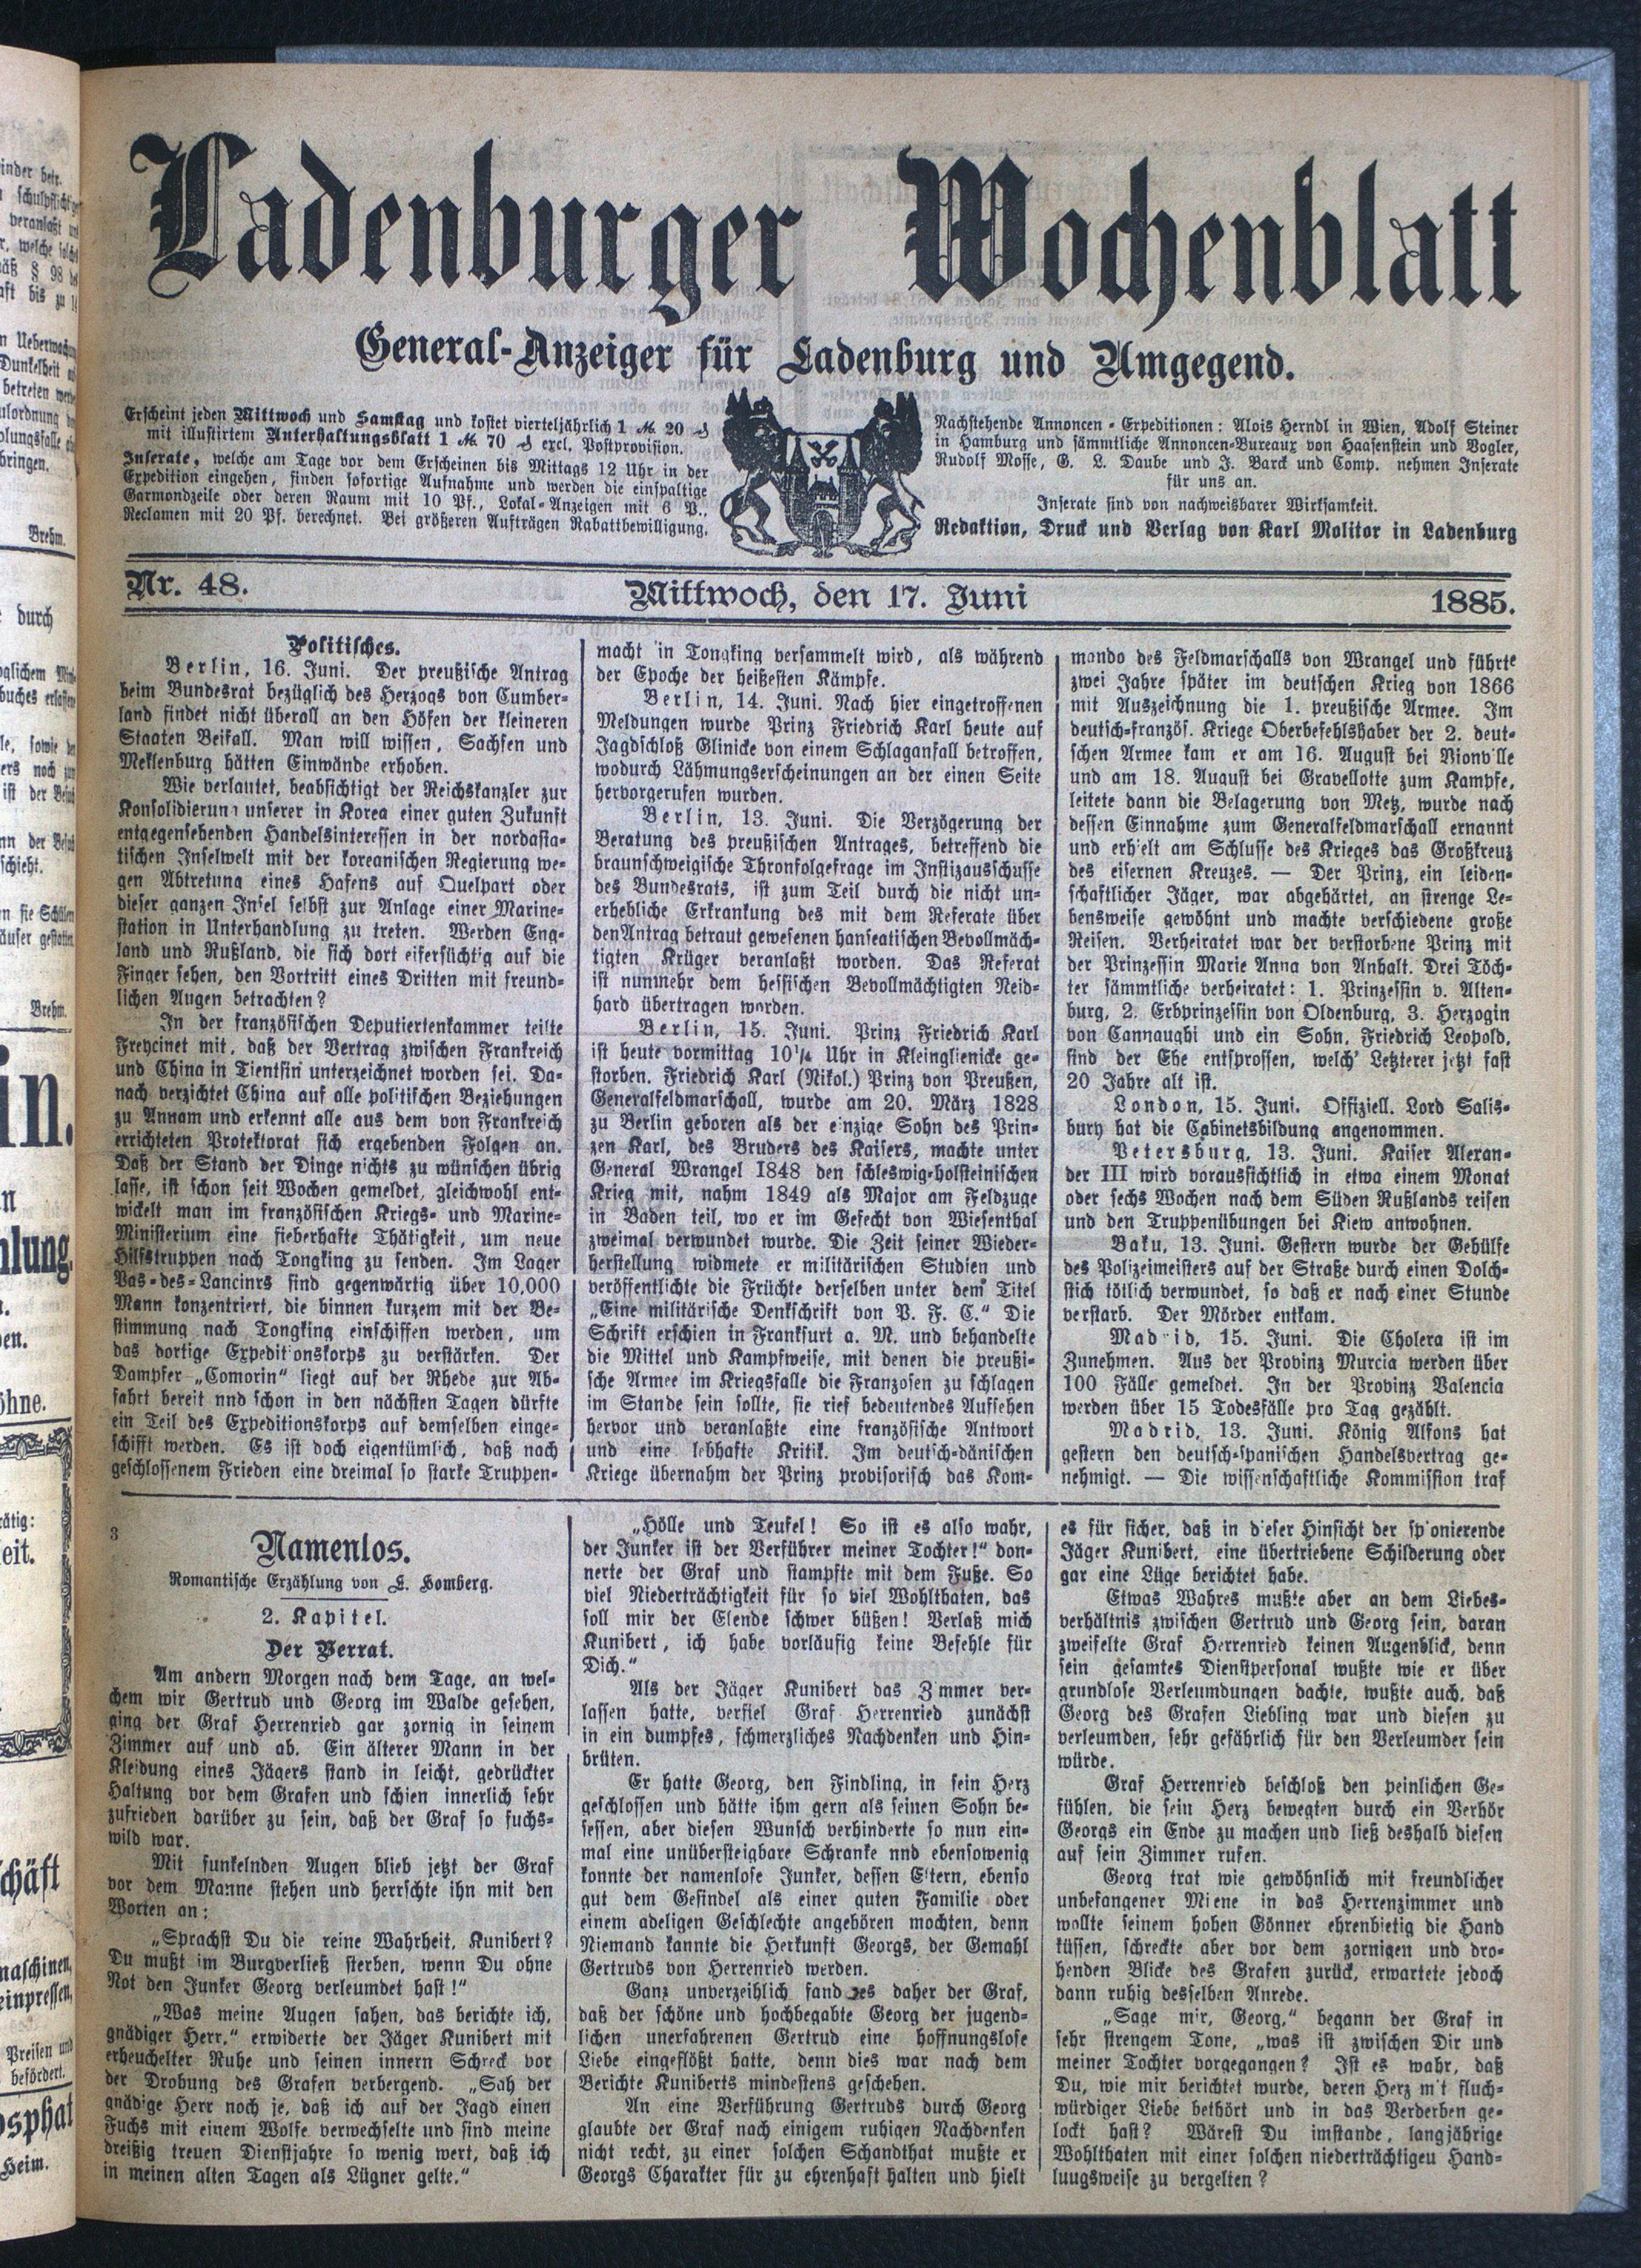 Ladenburger Wochenblatt
General-Anzeiger für Ladenburg und Umgegend.
Erscheint jeden Mittwoch und Samstag und kostet vierteljährlich 1 ℳ 20 ₰
mit illustirtem Unterhaltungsblatt 1 ℳ 70 ₰ excl. Postprovision.
Inserate, welche am Tage vor dem Erscheinen bis Mittags 12 Uhr in der
Expedition eingehen, finden sofortige Aufnahme und werden die einspaltige
Garmondzeile oder deren Raum mit 10 Pf., Lokal-Anzeigen mit 6 P.,
Reclamen mit 20 Pf. berechnet. Bei größeren Aufträgen Rabattbewilligung.
Nachstehende Annoncen-Expeditionen: Alois Herndl in Wien, Adolf Steiner
in Hamburg und sämmtliche Annoncen-Bureaux von Haasenstein und Vogler,
Rudolf Mosse, G. L. Daube und J. Barck und Comp. nehmen Inserate
für uns an.
Inserate sind von nachweisbarer Wirksamkeit.
Redaktion, Druck und Verlag von Karl Molitor in Ladenburg
Nr. 48. Mittwoch, den 17. Juni 1885.
Politisches.
Berlin, 16. Juni. Der preußische Antrag
beim Bundesrat bezüglich des Herzogs von Cumber-
land findet nicht überall an den Höfen der kleineren
Staaten Beifall. Man will wissen, Sachsen und
Meklenburg hätten Einwände erhoben.
Wie verlautet, beabsichtigt der Reichskanzler zur
Konsolidierung unserer in Korea einer guten Zukunft
entgegensehenden Handelsinteressen in der nordasia-
tischen Inselwelt mit der koreanischen Regierung we-
gen Abtretung eines Hafens auf Quelpart oder
dieser ganzen Insel selbst zur Anlage einer Marine-
station in Unterhandlung zu treten. Werden Eng-
land und Rußland, die sich dort eifersüchtig auf die
Finger sehen, den Vortritt eines Dritten mit freund-
lichen Augen betrachten?
In der französischen Deputiertenkammer teilte
Freycinet mit, daß der Vertrag zwischen Frankreich
und China in Tientsin unterzeichnet worden sei. Da-
nach verzichtet China auf alle politischen Beziehungen
zu Annam und erkennt alle aus dem von Frankreich
errichteten Protektorat sich ergebenden Folgen an.
Daß der Stand der Dinge nichts zu wünschen übrig
lasse, ist schon seit Wochen gemeldet, gleichwohl ent-
wickelt man im französischen Kriegs- und Marine-
Ministerium eine fieberhafte Thätigkeit, um neue
Hilfstruppen nach Tongking zu senden. Im Lager
Pas-des-Lancinrs sind gegenwärtig über 10,000
Mann konzentriert, die binnen kurzem mit der Be-
stimmung nach Tongking einschiffen werden, um
das dortige Expeditionskorps zu verstärken. Der
Dampfer „Comorin“ liegt auf der Rhede zur Ab-
fahrt bereit nnd schon in den nächsten Tagen dürfte
ein Teil des Expeditionskorps auf demselben einge-
schifft werden. Es ist doch eigentümlich, daß nach
geschlossenem Frieden eine dreimal so starke Truppen-
macht in Tongking versammelt wird, als während
der Epoche der heißesten Kämpfe.
Berlin, 14. Juni. Nach hier eingetroffenen
Meldungen wurde Prinz Friedrich Karl heute auf
Jagdschloß Glinicke von einem Schlaganfall betroffen,
wodurch Lähmungserscheinungen an der einen Seite
hervorgerufen wurden.
Berlin, 13. Juni. Die Verzögerung der
Beratung des preußischen Antrages, betreffend die
braunschweigische Thronfolgefrage im Justizausschusse
des Bundesrats, ist zum Teil durch die nicht un-
erhebliche Erkrankung des mit dem Referate über
den Antrag betraut gewesenen hanseatischen Bevollmäch-
tigten Krüger veranlaßt worden. Das Referat
ist nunmehr dem hessischen Bevollmächtigten Neid-
hard übertragen worden.
Berlin, 15. Juni. Prinz Friedrich Karl
ist heute vormittag 10¼ Uhr in Kleinglienicke ge-
storben. Friedrich Karl (Nikol.) Prinz von Preußen,
Generalfeldmarschall, wurde am 20. März 1828
zu Berlin geboren als der einzige Sohn des Prin-
zen Karl, des Bruders des Kaisers, machte unter
General Wrangel 1848 den schleswig-holsteinischen
Krieg mit, nahm 1849 als Major am Feldzuge
in Baden teil, wo er im Gefecht von Wiesenthal
zweimal verwundet wurde. Die Zeit seiner Wieder-
herstellung widmete er militärischen Studien und
veröffentlichte die Früchte derselben unter dem Titel
„Eine militärische Denkschrift von P. F. C.“ Die
Schrift erschien in Frankfurt a. M. und behandelte
die Mittel und Kampfweise, mit denen die preußi-
sche Armee im Kriegsfalle die Franzosen zu schlagen
im Stande sein sollte, sie rief bedeutendes Aufsehen
hervor und veranlaßte eine französische Antwort
und eine lebhafte Kritik. Im deutsch-dänischen
Kriege übernahm der Prinz provisorisch das Kom-
mando des Feldmarschalls von Wrangel und führte
zwei Jahre später im deutschen Krieg von 1866
mit Auszeichnung die 1. preußische Armee. Im
deutsch-französ. Kriege Oberbefehlshaber der 2. deut-
schen Armee kam er am 16. August bei Vionville
und am 18. August bei Gravellotte zum Kampfe,
leitete dann die Belagerung von Metz, wurde nach
dessen Einnahme zum Generalfeldmarschall ernannt
und erhielt am Schlusse des Krieges das Großkreuz
des eisernen Kreuzes. — Der Prinz, ein leiden-
schaftlicher Jäger, war abgehärtet, an strenge Le-
bensweise gewöhnt und machte verschiedene große
Reisen. Verheiratet war der verstorbene Prinz mit
der Prinzessin Marie Anna von Anhalt. Drei Töch-
ter sämmtliche verheiratet: 1. Prinzessin v. Alten-
burg, 2. Erbprinzessin von Oldenburg, 3. Herzogin
von Cannaughi und ein Sohn, Friedrich Leopold,
sind der Ehe entsprossen, welch' Letzterer jetzt fast
20 Jahre alt ist.
London, 15. Juni. Offiziell. Lord Salis-
bury hat die Cabinetsbildung angenommen.
Petersburg, 13. Juni. Kaiser Alexan-
der III wird voraussichtlich in etwa einem Monat
oder sechs Wochen nach dem Süden Rußlands reisen
und den Truppenübungen bei Kiew anwohnen.
Baku, 13. Juni. Gestern wurde der Gehülfe
des Polizeimeisters auf der Straße durch einen Dolch-
stich tötlich verwundet, so daß er nach einer Stunde
verstarb. Der Mörder entkam.
Madrid, 15. Juni. Die Cholera ist im
Zunehmen. Aus der Provinz Murcia werden über
100 Fälle gemeldet. In der Provinz Valencia
werden über 15 Todesfälle pro Tag gezählt.
Madrid, 13. Juni. König Alfons hat
gestern den deutsch-spanischen Handelsvertrag ge-
nehmigt. — Die wissenschaftliche Kommission traf
3
Namenlos.
Romantische Erzählung von L. Homberg.
2. Kapitel.
Der Verrat.
Am andern Morgen nach dem Tage, an wel-
chem wir Gertrud und Georg im Walde gesehen,
ging der Graf Herrenried gar zornig in seinem
Zimmer auf und ab. Ein älterer Mann in der
Kleidung eines Jägers stand in leicht, gedrückter
Haltung vor dem Grafen und schien innerlich sehr
zufrieden darüber zu sein, daß der Graf so fuchs-
wild war.
Mit funkelnden Augen blieb jetzt der Graf
vor dem Manne stehen und herrschte ihn mit den
Worten an:
„Sprachst Du die reine Wahrheit, Kunibert?
Du mußt im Burgverließ sterben, wenn Du ohne
Not den Junker Georg verleumdet hast!“
„Was meine Augen sahen, das berichte ich,
gnädiger Herr,“ erwiderte der Jäger Kunibert mit
erheuchelter Ruhe und seinen innern Schreck vor
der Drohung des Grafen verbergend. „Sah der
gnädige Herr noch je, daß ich auf der Jagd einen
Fuchs mit einem Wolfe verwechselte und sind meine
dreißig treuen Dienstjahre so wenig wert, daß ich
in meinen alten Tagen als Lügner gelte.“
„Hölle und Teufel! So ist es also wahr,
der Junker ist der Verführer meiner Tochter!“ don-
nerte der Graf und stampfte mit dem Fuße. So
viel Niederträchtigkeit für so viel Wohlthaten, das
soll mir der Elende schwer büßen! Verlaß mich
Kunibert, ich habe vorläufig keine Befehle für
Dich.“
Als der Jäger Kunibert das Zimmer ver-
lassen hatte, verfiel Graf Herrenried zunächst
in ein dumpfes, schmerzliches Nachdenken und Hin-
brüten.
Er hatte Georg, den Findling, in sein Herz
geschlossen und hätte ihm gern als seinen Sohn be-
sessen, aber diesen Wunsch verhinderte so nun ein-
mal eine unübersteigbare Schranke nnd ebensowenig
konnte der namenlose Junker, dessen Eltern, ebenso
gut dem Gesindel als einer guten Familie oder
einem adeligen Geschlechte angehören mochten, denn
Niemand kannte die Herkunft Georgs, der Gemahl
Gertruds von Herrenried werden.
Ganz unverzeihlich fand es daher der Graf,
daß der schöne und hochbegabte Georg der jugend-
lichen unerfahrenen Gertrud eine hoffnungslose
Liebe eingeflößt hatte, denn dies war nach dem
Berichte Kuniberts mindestens geschehen.
An eine Verführung Gertruds durch Georg
glaubte der Graf nach einigem ruhigen Nachdenken
nicht recht, zu einer solchen Schandthat mußte er
Georgs Charakter für zu ehrenhaft halten und hielt
es für sicher, daß in dieser Hinsicht der spionierende
Jäger Kunibert, eine übertriebene Schilderung oder
gar eine Lüge berichtet habe.
Etwas Wahres mußte aber an dem Liebes-
verhältnis zwischen Gertrud und Georg sein, daran
zweifelte Graf Herrenried keinen Augenblick, denn
sein gesamtes Dienstpersonal wußte wie er über
grundlose Verleumdungen dachte, wußte auch, daß
Georg des Grafen Liebling war und diesen zu
verleumden, sehr gefährlich für den Verleumder sein
würde.
Graf Herrenried beschloß den peinlichen Ge-
fühlen, die sein Herz bewegten durch ein Verhör
Georgs ein Ende zu machen und ließ deshalb diesen
auf sein Zimmer rufen.
Georg trat wie gewöhnlich mit freundlicher
unbefangener Miene in das Herrenzimmer und
wollte seinem hohen Gönner ehrenbietig die Hand
küssen, schreckte aber vor dem zornigen und dro-
henden Blicke des Grafen zurück, erwartete jedoch
dann ruhig desselben Anrede.
„Sage mir, Georg,“ begann der Graf in
sehr strengem Tone, „was ist zwischen Dir und
meiner Tochter vorgegangen? Ist es wahr, daß
Du, wie mir berichtet wurde, deren Herz mit fluch-
würdiger Liebe bethört und in das Verderben ge-
lockt hast? Wärest Du imstande, langjährige
Wohlthaten mit einer solchen niederträchtigeu Hand-
luugsweise zu vergelten?